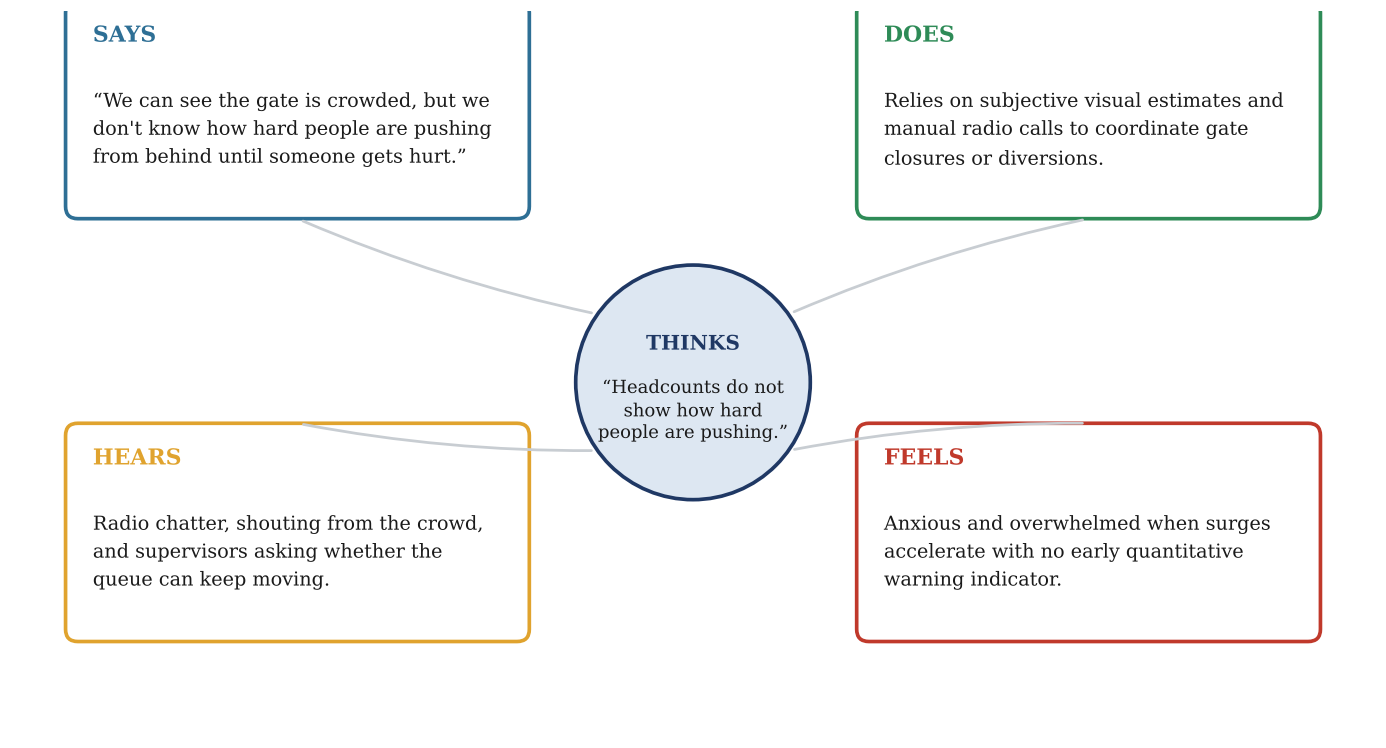 SAYS
“We can see the gate is crowded, but we
don't know how hard people are pushing
from behind until someone gets hurt.”
DOES
Relies on subjective visual estimates and
manual radio calls to coordinate gate
closures or diversions.
THINKS
“Headcounts do not
show how hard
people are pushing.”
HEARS
Radio chatter, shouting from the crowd,
and supervisors asking whether the
queue can keep moving.
FEELS
Anxious and overwhelmed when surges
accelerate with no early quantitative
warning indicator.